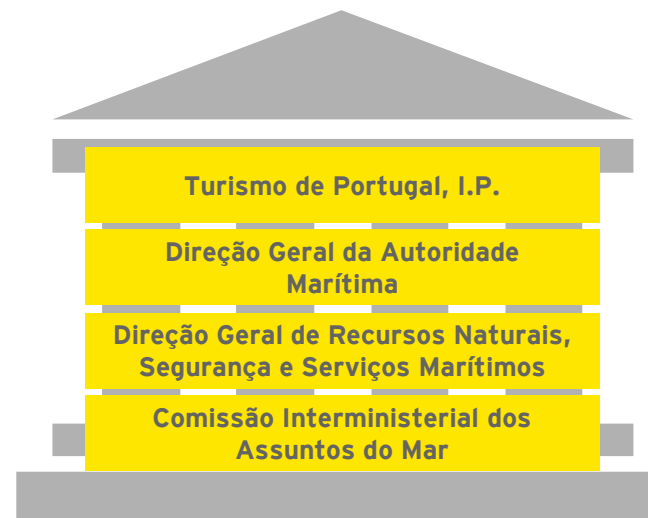 Turismo de Portugal, I.P.
Direção Geral da Autoridade
Marítima
Direção Geral de Recursos Naturais,
Segurança e Serviços Marítimos
Comissão Interministerial dos
Assuntos do Mar